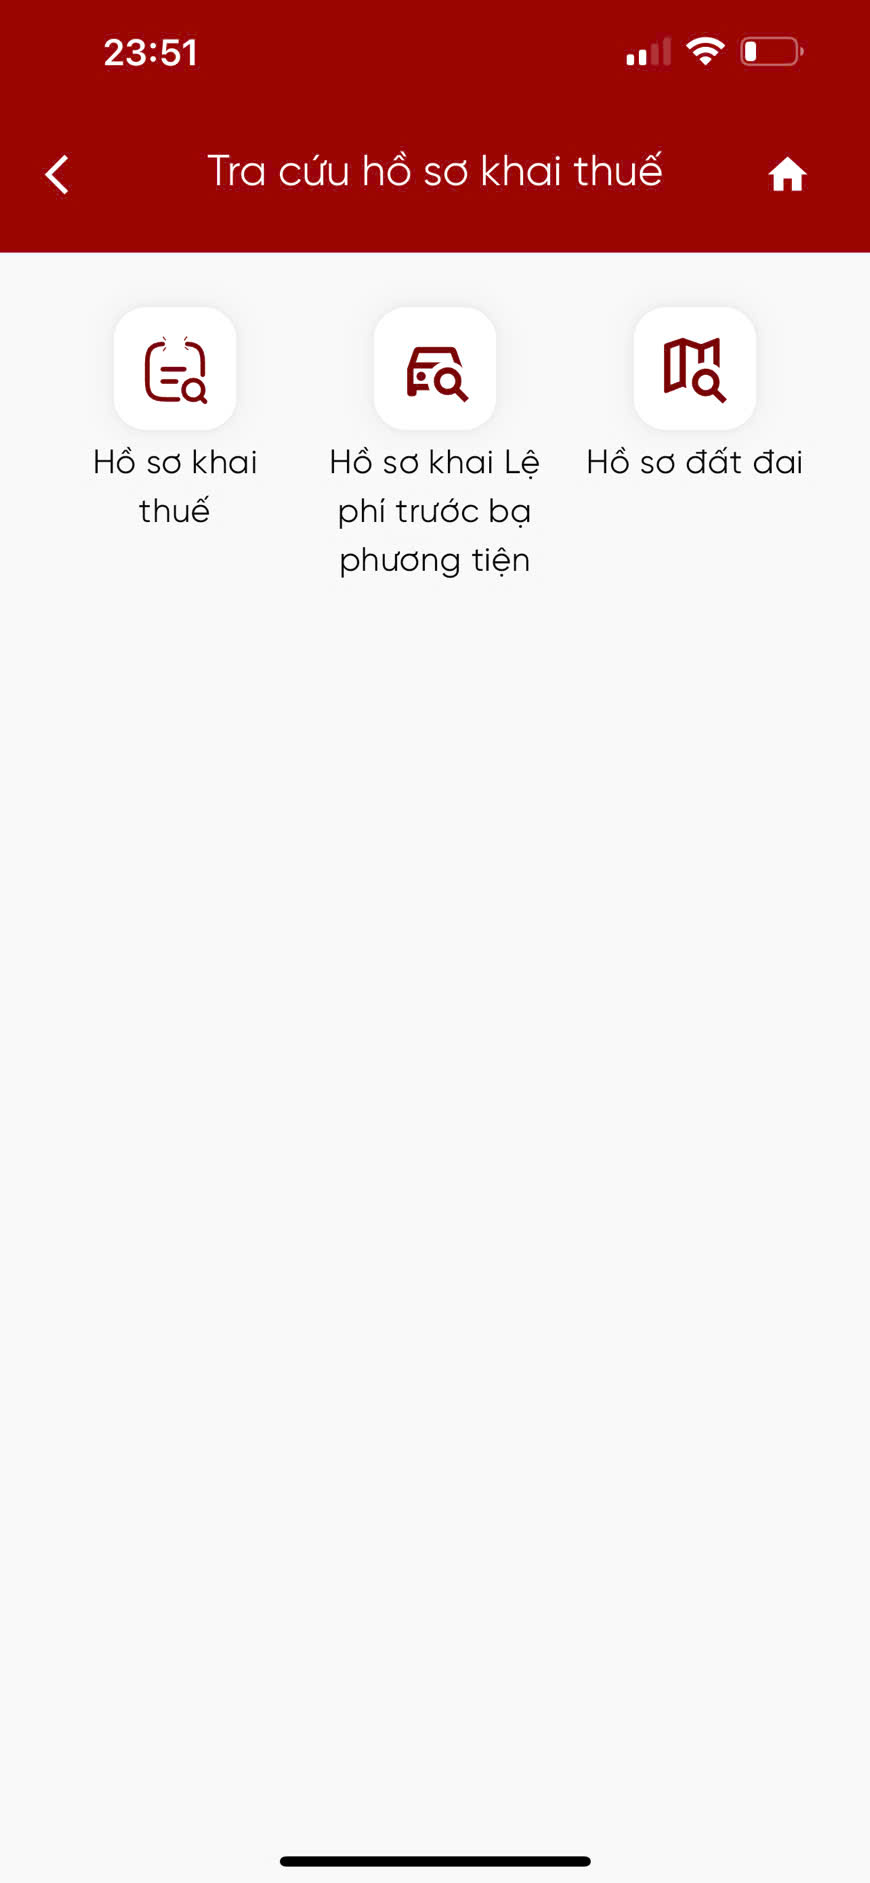 23:51
Tra cứu hồ sơ khai thuế
Hồ sơ khai
thuế
Hồ sơ khai Lệ
phí trước bạ
phương tiện
Hồ sơ đất đai